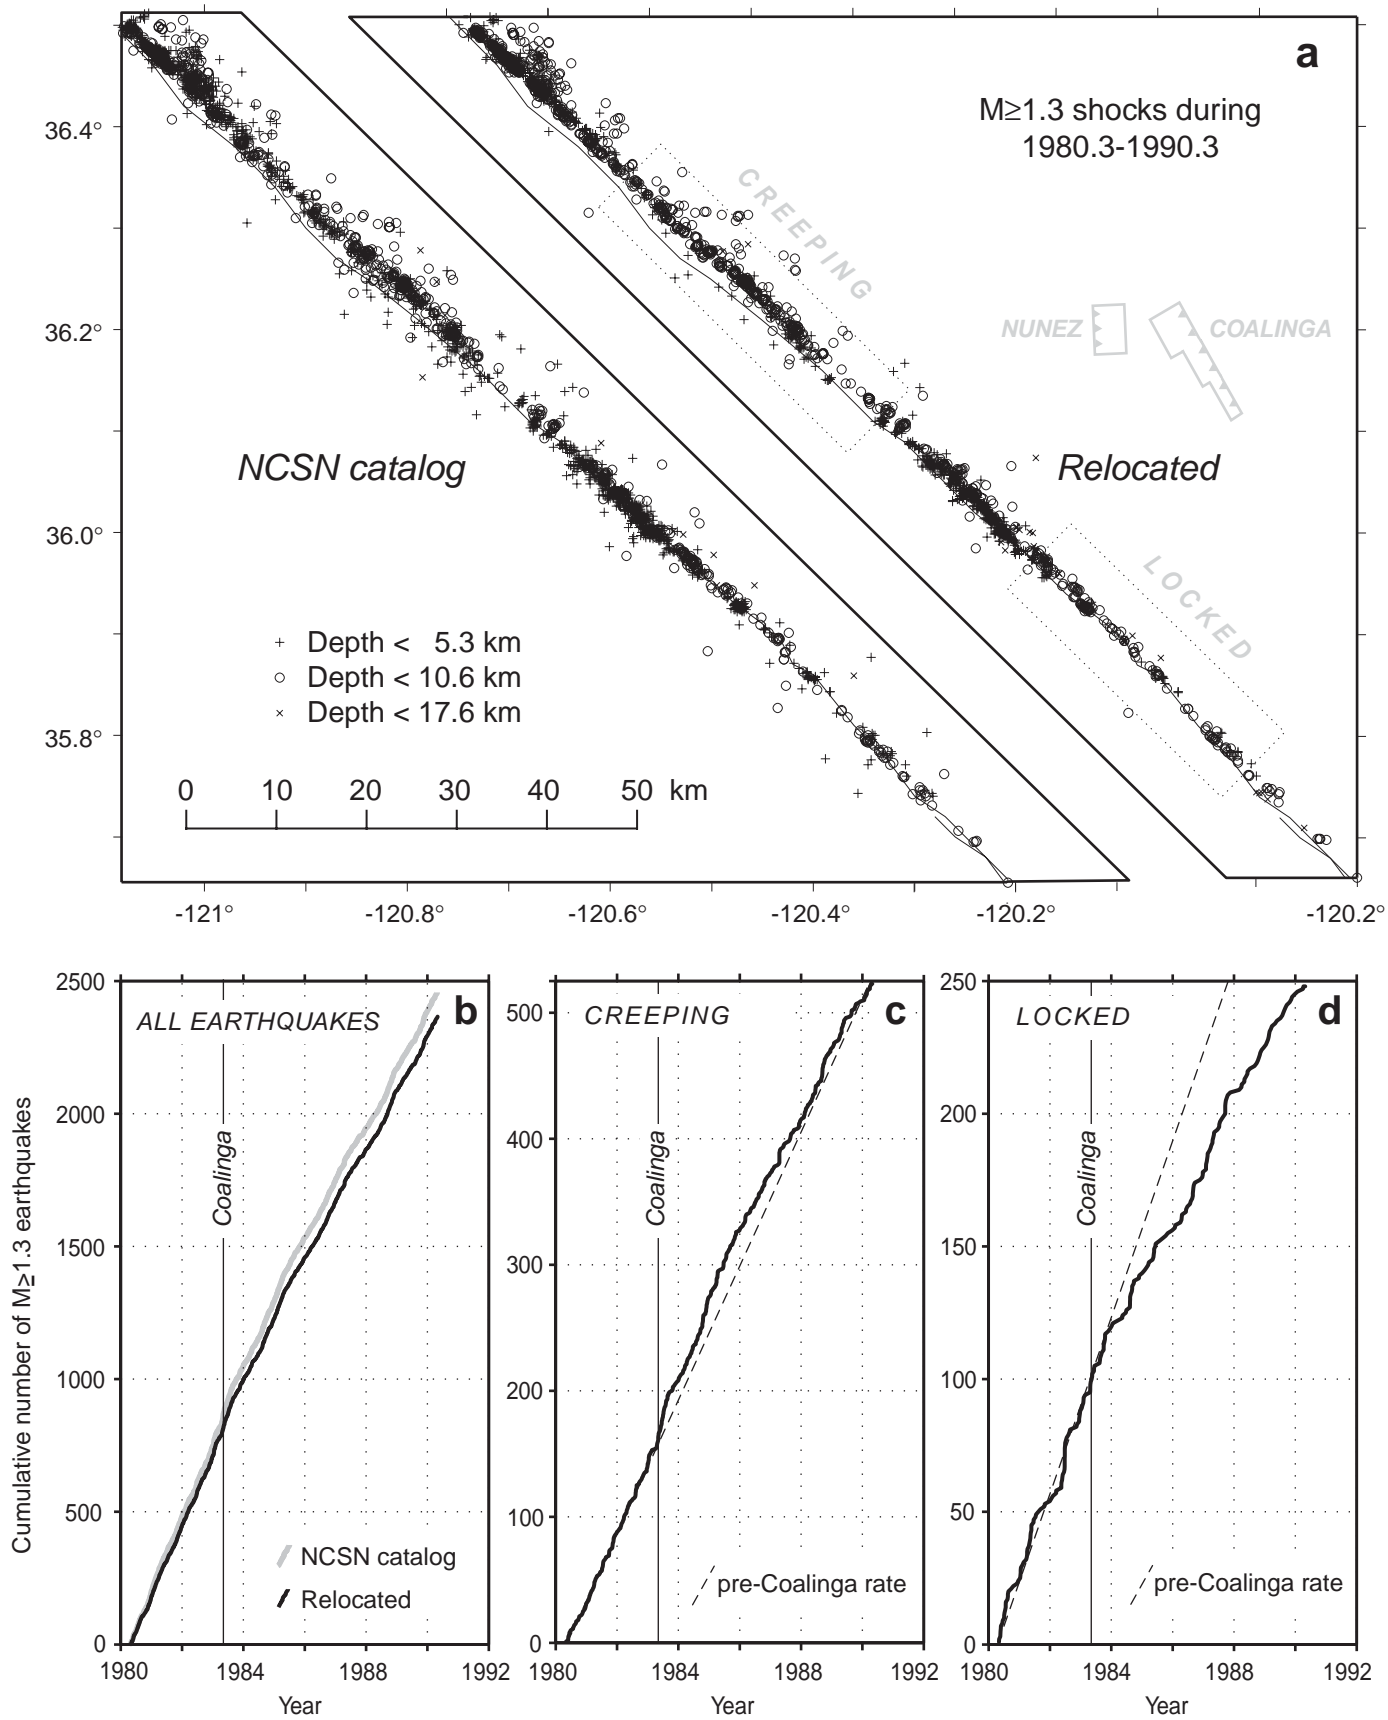 a
M≥1.3 shocks during
1980.3-1990.3
36.4°
36.2°
36.0°
35.8°
CREEPING
NUNEZ
COALINGA
NCSN catalog
Relocated
LOCKED
+ Depth < 5.3 km
○ Depth < 10.6 km
× Depth < 17.6 km
0 10 20 30 40 50 km
-121° -120.8° -120.6° -120.4° -120.2° -120.2°
Cumulative number of M≥1.3 earthquakes
2500
2000
1500
1000
500
0
ALL EARTHQUAKES
b
Coalinga
NCSN catalog
Relocated
1980 1984 1988 1992
Year
500
400
300
200
100
0
CREEPING
c
Coalinga
pre-Coalinga rate
1980 1984 1988 1992
Year
250
200
150
100
50
0
LOCKED
d
Coalinga
pre-Coalinga rate
1980 1984 1988 1992
Year